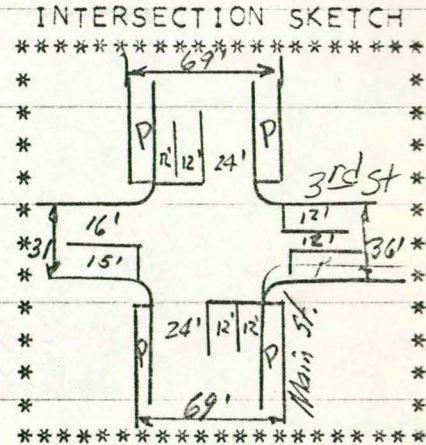 INTERSECTION SKETCH
69'
P
12'
12'
24'
P
3rd St
16'
12'
31
12'
36'
15'
P
24'
12'
12'
P
P
Main St.
69'